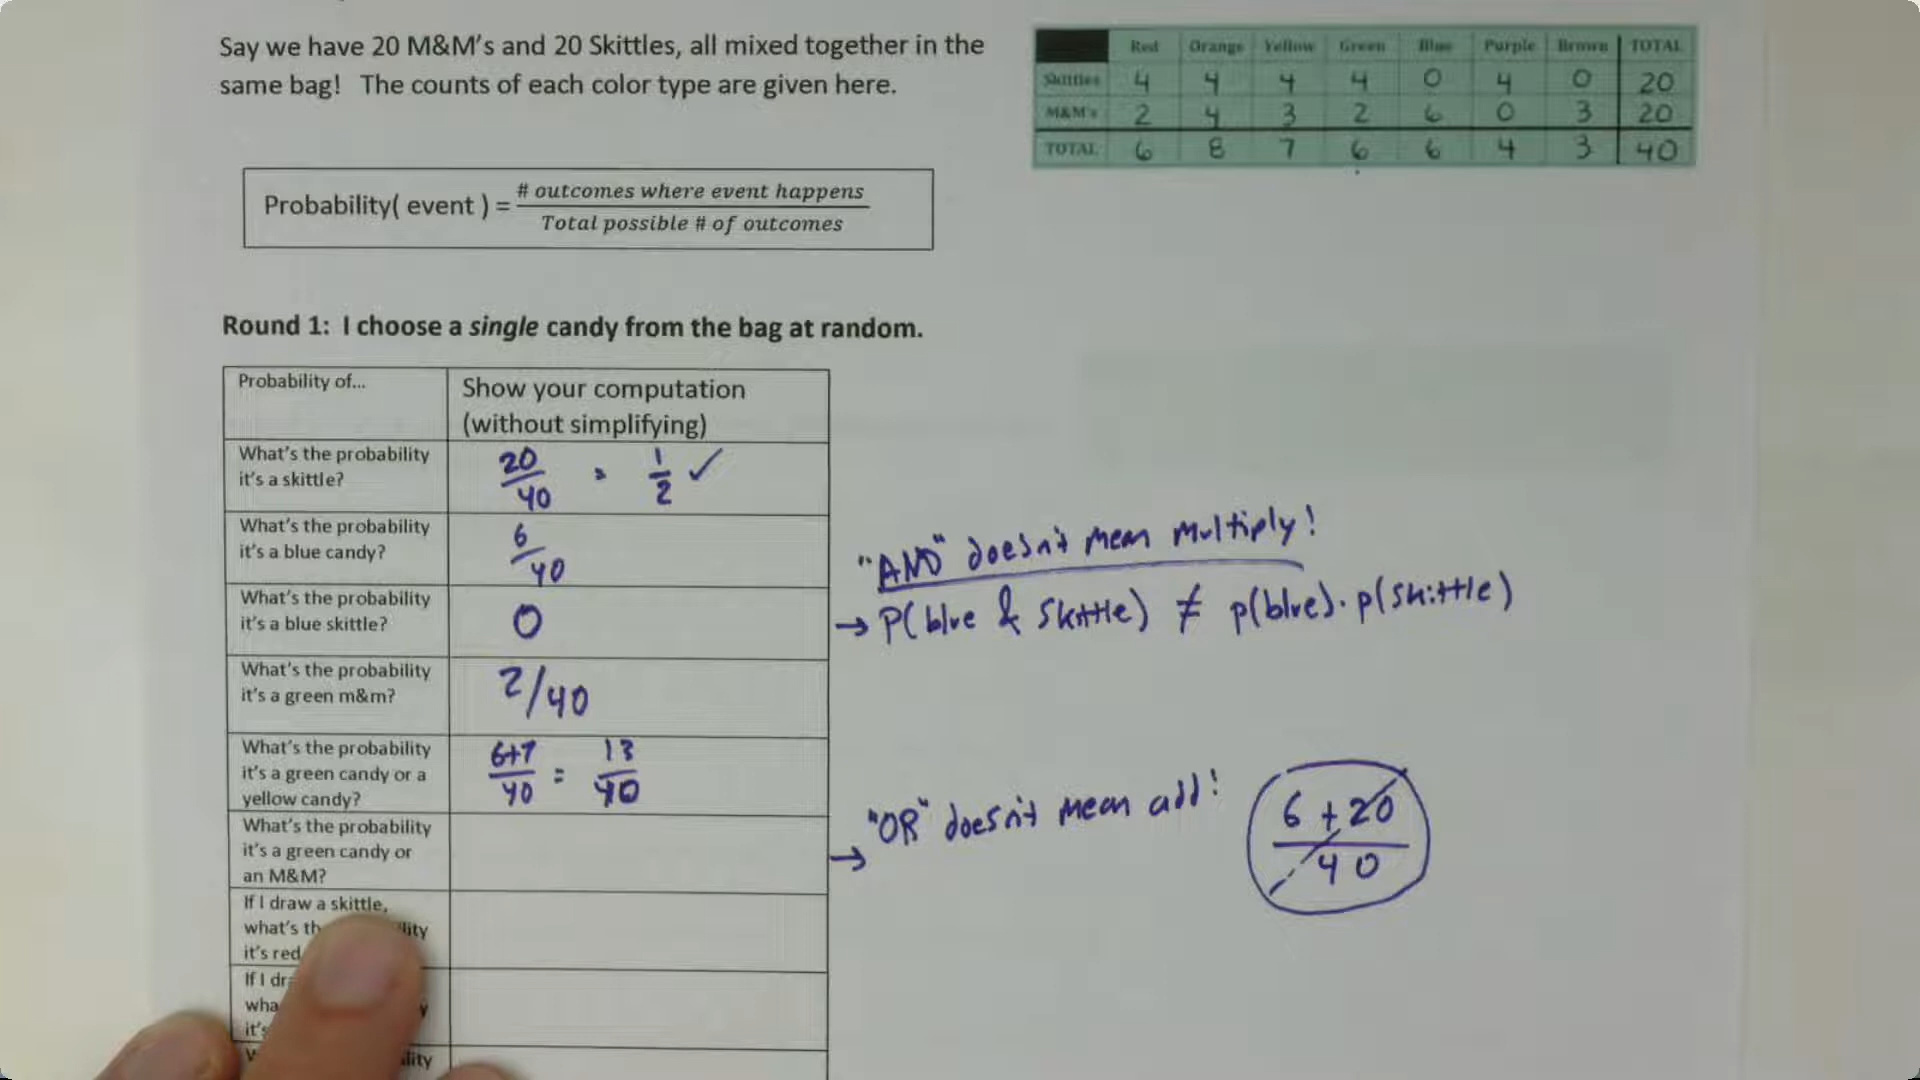 Say we have 20 M&M's and 20 Skittles, all mixed together in the
same bag! The counts of each color type are given here.
Red Orange Yellow Green Blue Purple Brown TOTAL
Skittles 4 4 4 4 0 4 0 20
M&M's 2 4 3 2 6 0 3 20
TOTAL 6 8 7 6 6 4 3 40
Probability( event ) = # outcomes where event happens
Total possible # of outcomes
Round 1: I choose a single candy from the bag at random.
Probability of...
Show your computation
(without simplifying)
What's the probability
it's a skittle?
20/40 = 1/2 ✓
What's the probability
it's a blue candy?
6/40
What's the probability
it's a blue skittle?
0
"AND" doesn't mean multiply!
→ P(blue & skittle) ≠ p(blue) · p(skittle)
What's the probability
it's a green m&m?
2/40
What's the probability
it's a green candy or a
yellow candy?
6+7/40 = 13/40
What's the probability
it's a green candy or
an M&M?
→ "OR" doesn't mean add!
6 + 20
40
If I draw a skittle,
what's
it's red
If I
it's